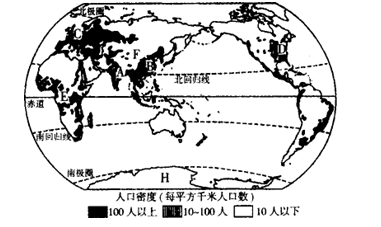 北极圈
C
D
F
A
B
北回归线
赤道
E
南回归线
南极圈
H
人口密度(每平方千米人口数)
100人以上 10~100人 10人以下